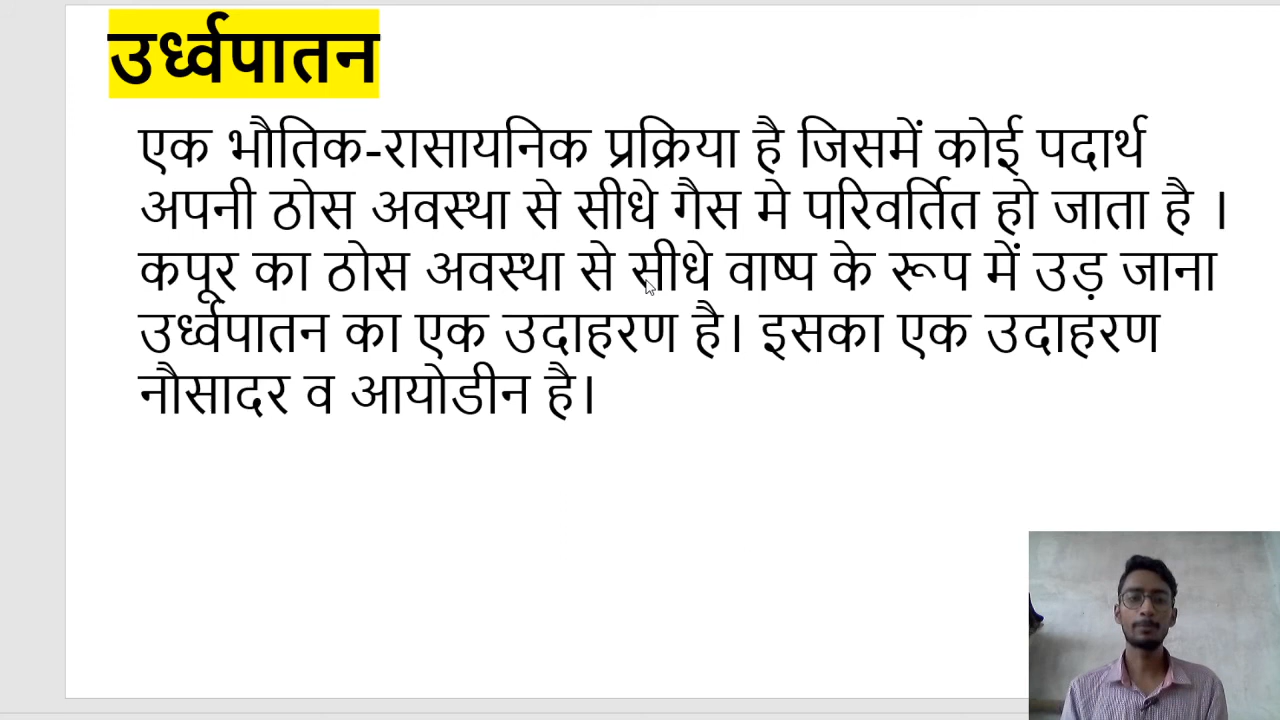 उर्ध्वपातन
एक भौतिक-रासायनिक प्रक्रिया है जिसमें कोई पदार्थ
अपनी ठोस अवस्था से सीधे गैस मे परिवर्तित हो जाता है ।
कपूर का ठोस अवस्था से सीधे वाष्प के रूप में उड़ जाना
उर्ध्वपातन का एक उदाहरण है। इसका एक उदाहरण
नौसादर व आयोडीन है।